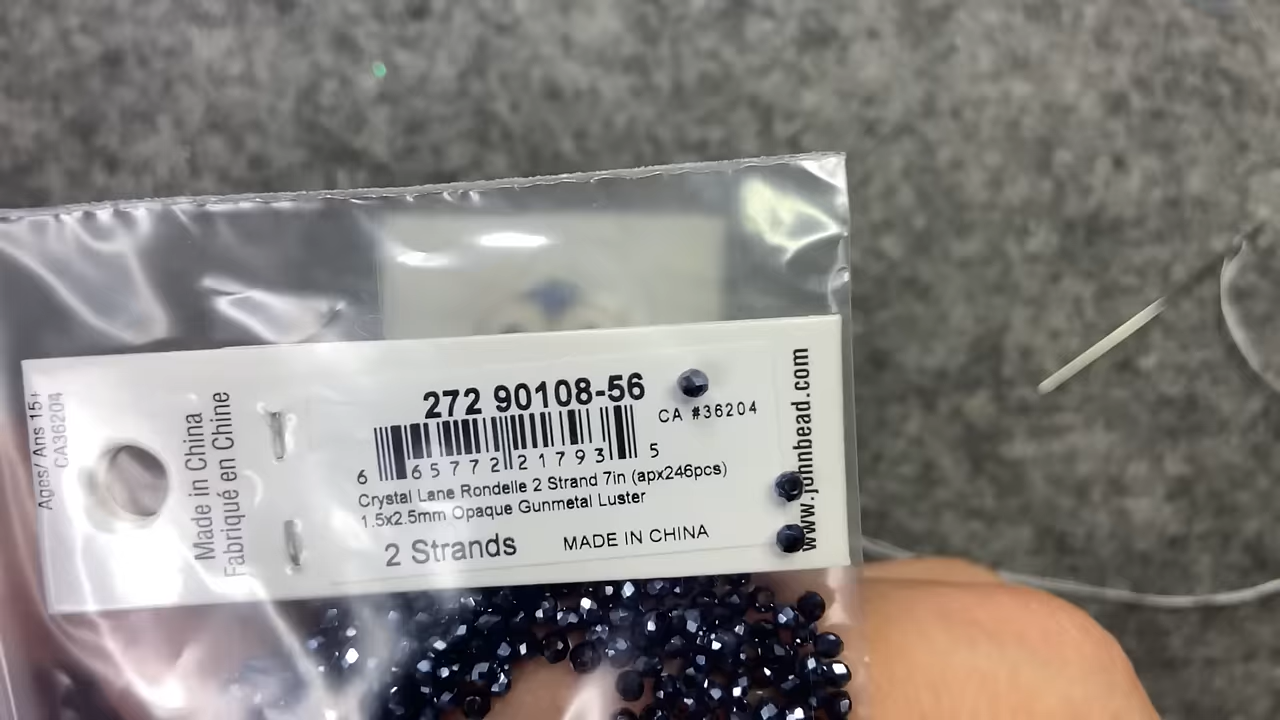 Ages/ Ans 15+
CA36204
Made in China
Fabriqué en Chine
272 90108-56
CA #36204
6 65772 21793 5
Crystal Lane Rondelle 2 Strand 7in (apx246pcs)
1.5x2.5mm Opaque Gunmetal Luster
2 Strands
MADE IN CHINA
www.johnbead.com